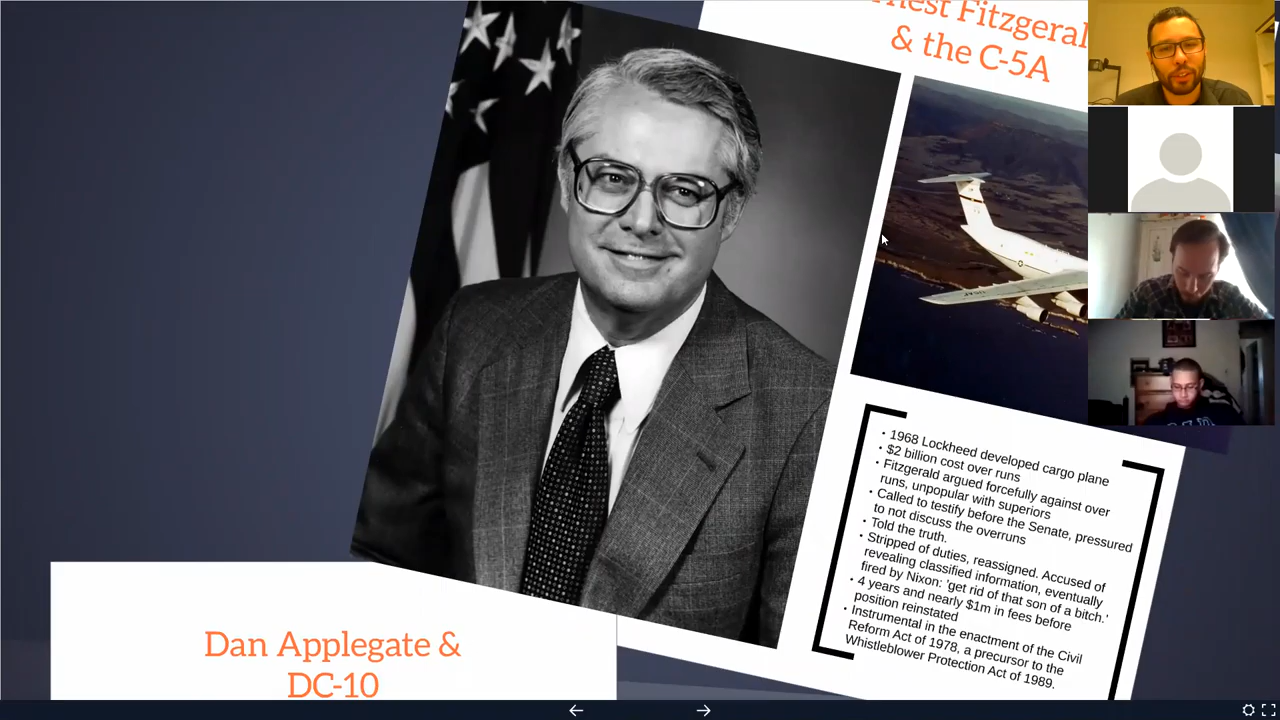 nest Fitzgeral
& the C-5A
• 1968 Lockheed developed cargo plane
• $2 billion cost over runs
• Fitzgerald argued forcefully against over
runs, unpopular with superiors
• Called to testify before the Senate, pressured
to not discuss the overruns
• Told the truth.
• Stripped of duties, reassigned. Accused of
revealing classified information, eventually
fired by Nixon: 'get rid of that son of a bitch.'
• 4 years and nearly $1m in fees before
position reinstated
• Instrumental in the enactment of the Civil
Reform Act of 1978, a precursor to the
Whistleblower Protection Act of 1989.
Dan Applegate &
DC-10